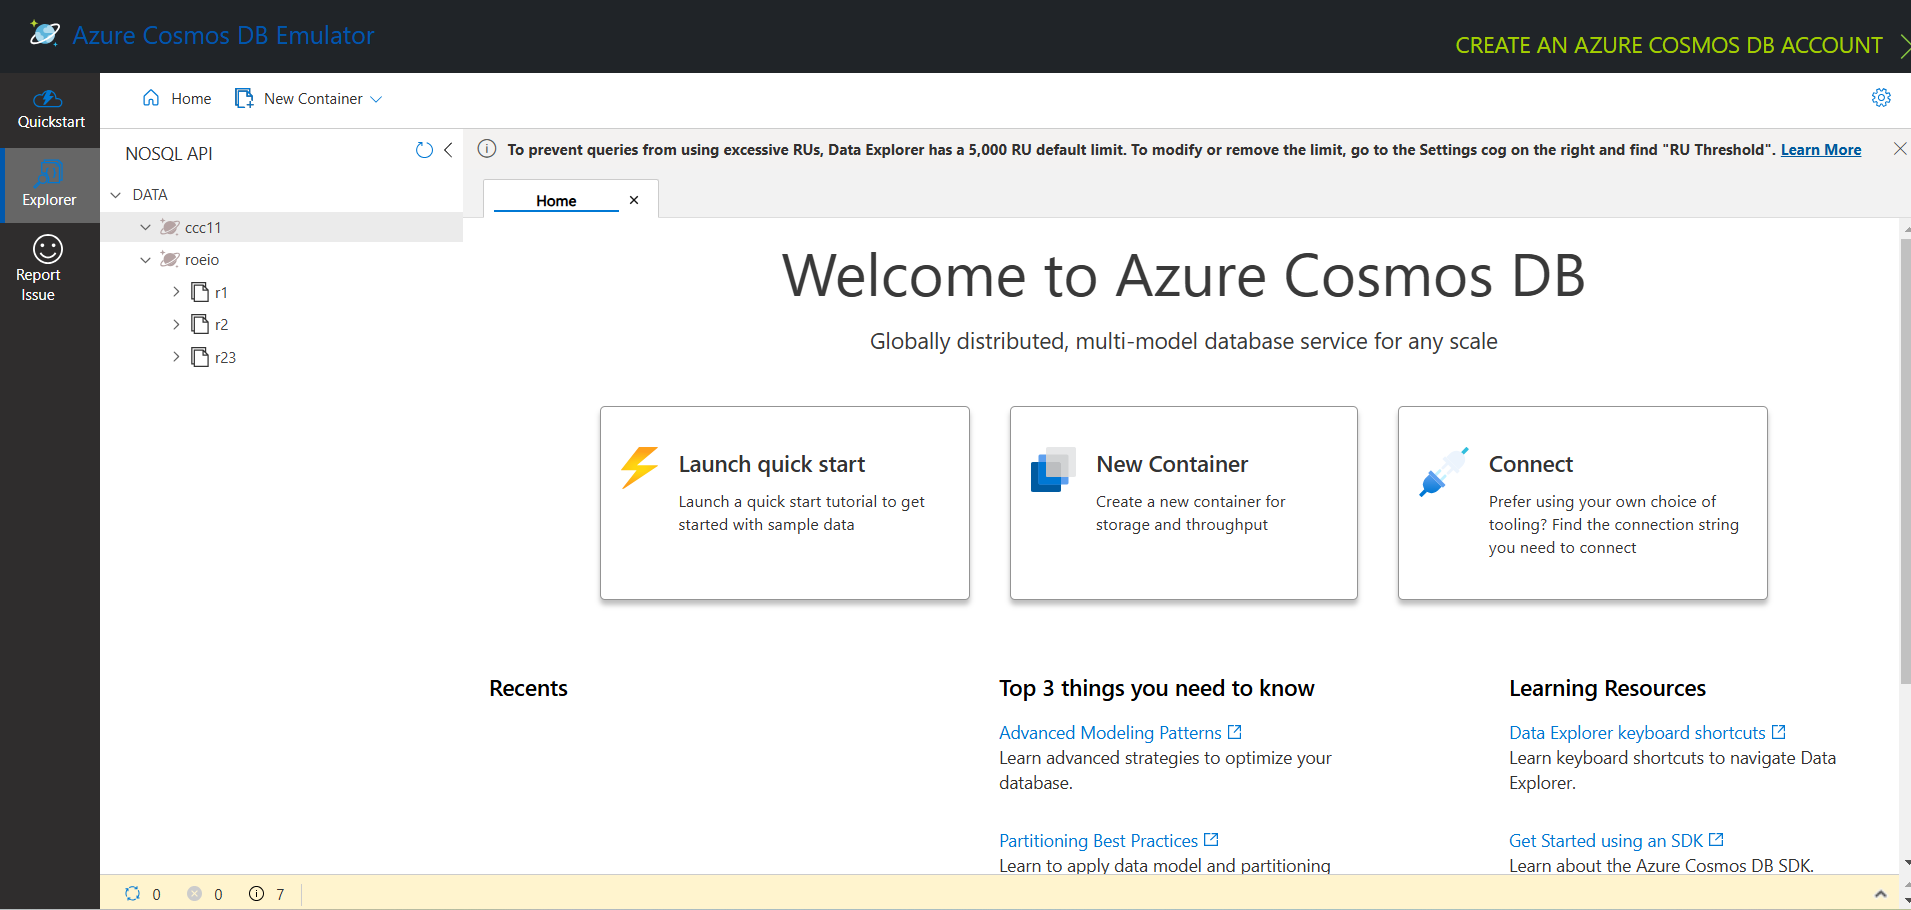 Azure Cosmos DB Emulator
CREATE AN AZURE COSMOS DB ACCOUNT
Quickstart
Explorer
Report
Issue
Home
New Container
NOSQL API
DATA
ccc11
roeio
r1
r2
r23
To prevent queries from using excessive RUs, Data Explorer has a 5,000 RU default limit. To modify or remove the limit, go to the Settings cog on the right and find "RU Threshold". Learn More
Home
Welcome to Azure Cosmos DB
Globally distributed, multi-model database service for any scale
Launch quick start
Launch a quick start tutorial to get
started with sample data
New Container
Create a new container for
storage and throughput
Connect
Prefer using your own choice of
tooling? Find the connection string
you need to connect
Recents
Top 3 things you need to know
Advanced Modeling Patterns
Learn advanced strategies to optimize your
database.
Partitioning Best Practices
Learn to apply data model and partitioning
Learning Resources
Data Explorer keyboard shortcuts
Learn keyboard shortcuts to navigate Data
Explorer.
Get Started using an SDK
Learn about the Azure Cosmos DB SDK.
0 0 7